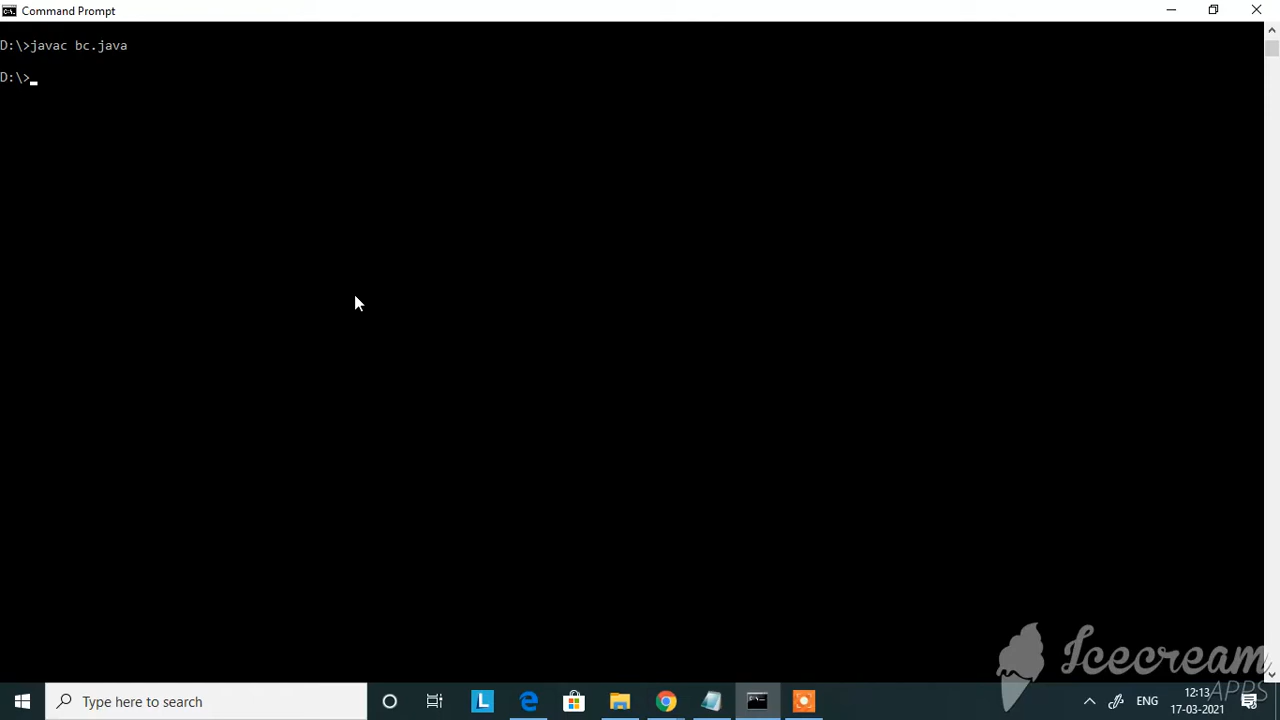 Command Prompt
D:\>javac bc.java
D:\>
Icecream
APPS
Type here to search
L
ENG
12:13
17-03-2021